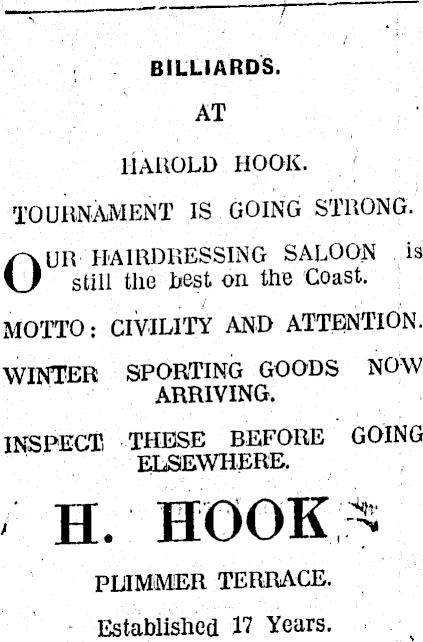 BILLIARDS.
AT
HAROLD HOOK.
TOURNAMENT IS GOING STRONG.
OUR HAIRDRESSING SALOON is
still the best on the Coast.
MOTTO: CIVILITY AND ATTENTION.
WINTER SPORTING GOODS NOW
ARRIVING.
INSPECT THESE BEFORE GOING
ELSEWHERE.
H. HOOK
PLIMMER TERRACE.
Established 17 Years.